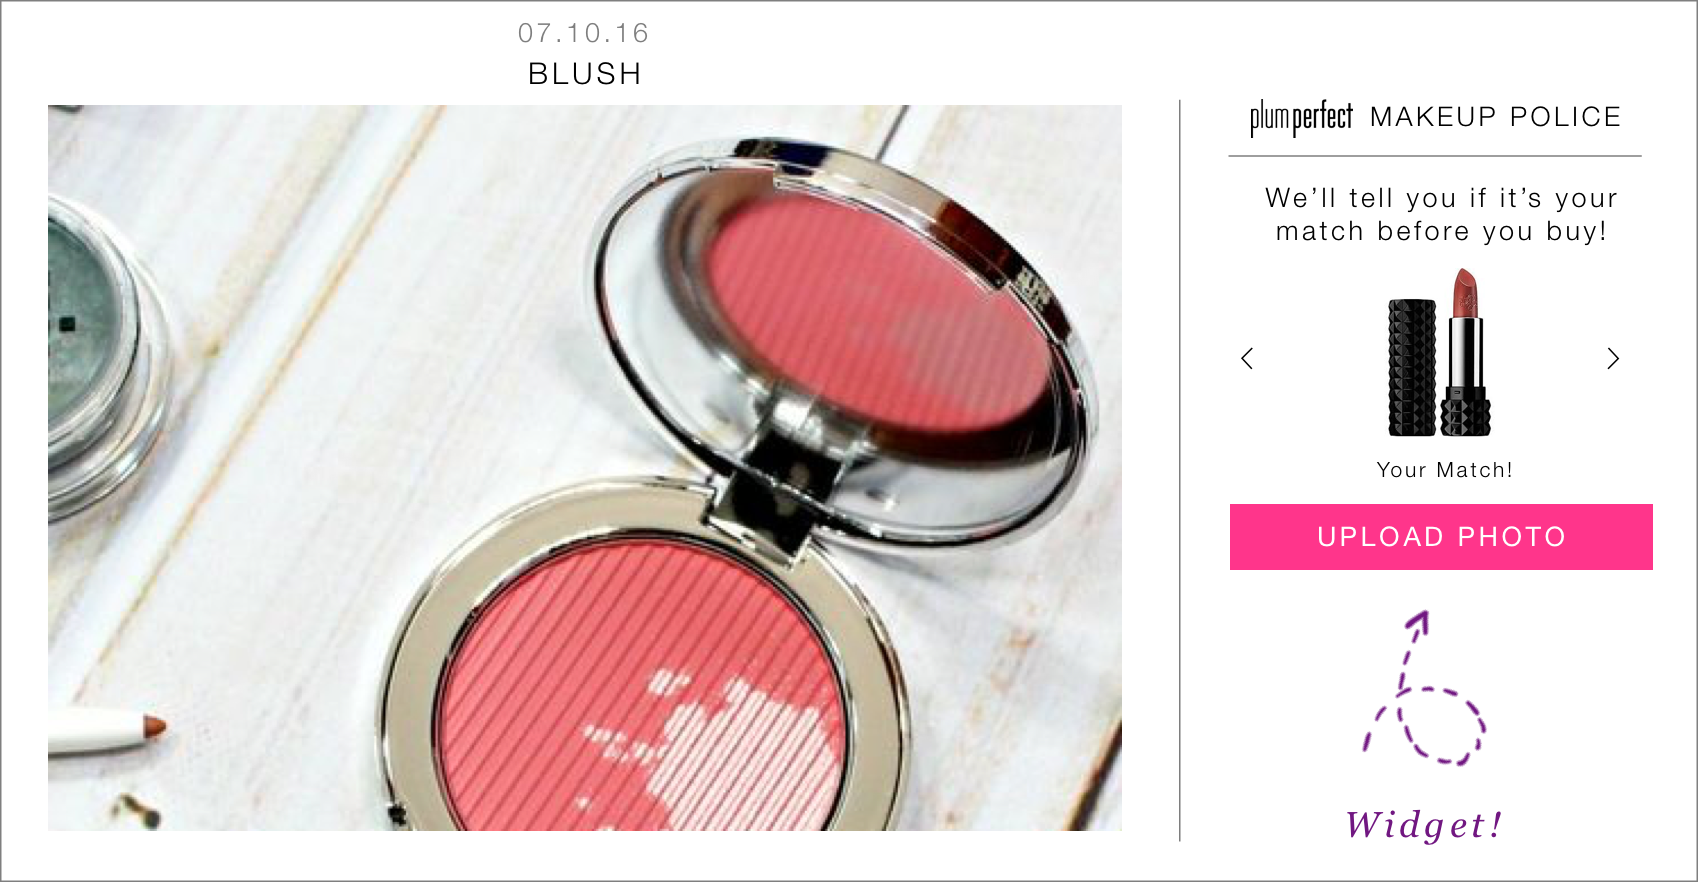 07.10.16
BLUSH
plumperfect MAKEUP POLICE
We’ll tell you if it’s your
match before you buy!
Your Match!
UPLOAD PHOTO
Widget!